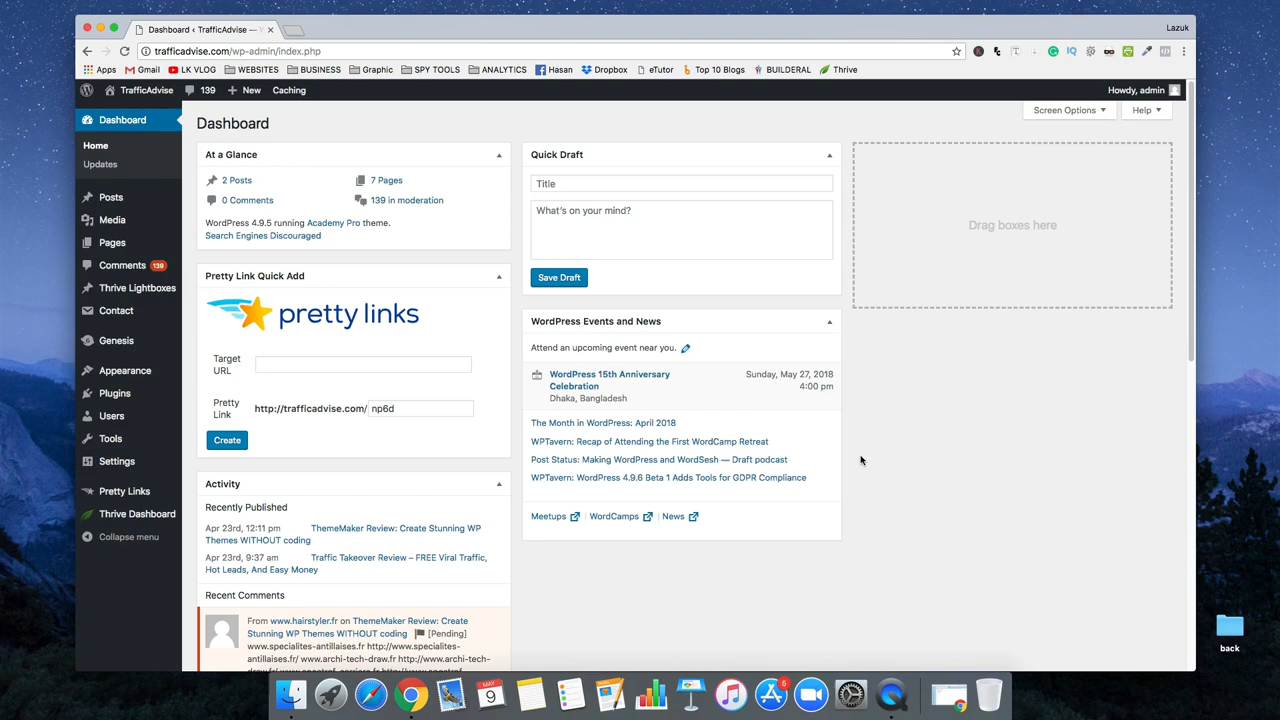 Dashboard ‹ TrafficAdvise —
Lazuk
trafficadvise.com/wp-admin/index.php
Apps Gmail LK VLOG WEBSITES BUSINESS Graphic SPY TOOLS ANALYTICS Hasan Dropbox eTutor Top 10 Blogs BUILDERAL Thrive
TrafficAdvise 139 New Caching Howdy, admin
Screen Options Help
Dashboard
Home
Updates
Posts
Media
Pages
Comments 139
Thrive Lightboxes
Contact
Genesis
Appearance
Plugins
Users
Tools
Settings
Pretty Links
Thrive Dashboard
Collapse menu
Dashboard
At a Glance
2 Posts 7 Pages
0 Comments 139 in moderation
WordPress 4.9.5 running Academy Pro theme.
Search Engines Discouraged
Pretty Link Quick Add
pretty links
Target
URL
Pretty
Link
http://trafficadvise.com/ np6d
Create
Activity
Recently Published
Apr 23rd, 12:11 pm ThemeMaker Review: Create Stunning WP
Themes WITHOUT coding
Apr 23rd, 9:37 am Traffic Takeover Review – FREE Viral Traffic,
Hot Leads, And Easy Money
Recent Comments
From www.hairstyler.fr on ThemeMaker Review: Create
Stunning WP Themes WITHOUT coding [Pending]
www.specialites-antillaises.fr http://www.specialites-
antillaises.fr/ www.archi-tech-draw.fr http://www.archi-tech-
Quick Draft
Title
What's on your mind?
Save Draft
WordPress Events and News
Attend an upcoming event near you.
WordPress 15th Anniversary
Celebration
Dhaka, Bangladesh
Sunday, May 27, 2018
4:00 pm
The Month in WordPress: April 2018
WPTavern: Recap of Attending the First WordCamp Retreat
Post Status: Making WordPress and WordSesh — Draft podcast
WPTavern: WordPress 4.9.6 Beta 1 Adds Tools for GDPR Compliance
Meetups WordCamps News
Drag boxes here
back
MAY
9
5